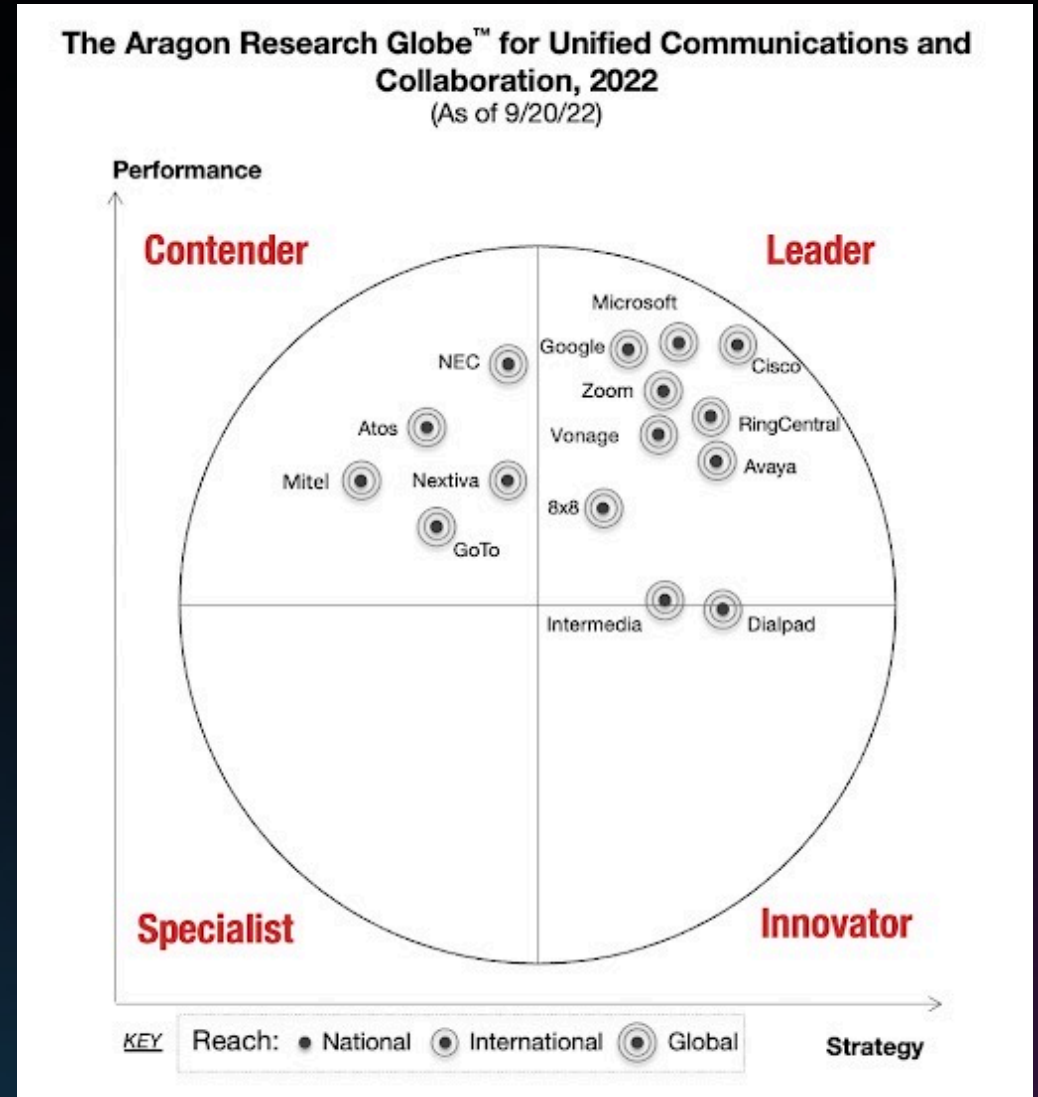 The Aragon Research Globe™ for Unified Communications and
Collaboration, 2022
(As of 9/20/22)
Performance
Contender
Leader
Microsoft
NEC
Google
Cisco
Zoom
Atos
RingCentral
Vonage
Avaya
Mitel
Nextiva
8x8
GoTo
Intermedia
Dialpad
Specialist
Innovator
KEY Reach: National International Global
Strategy